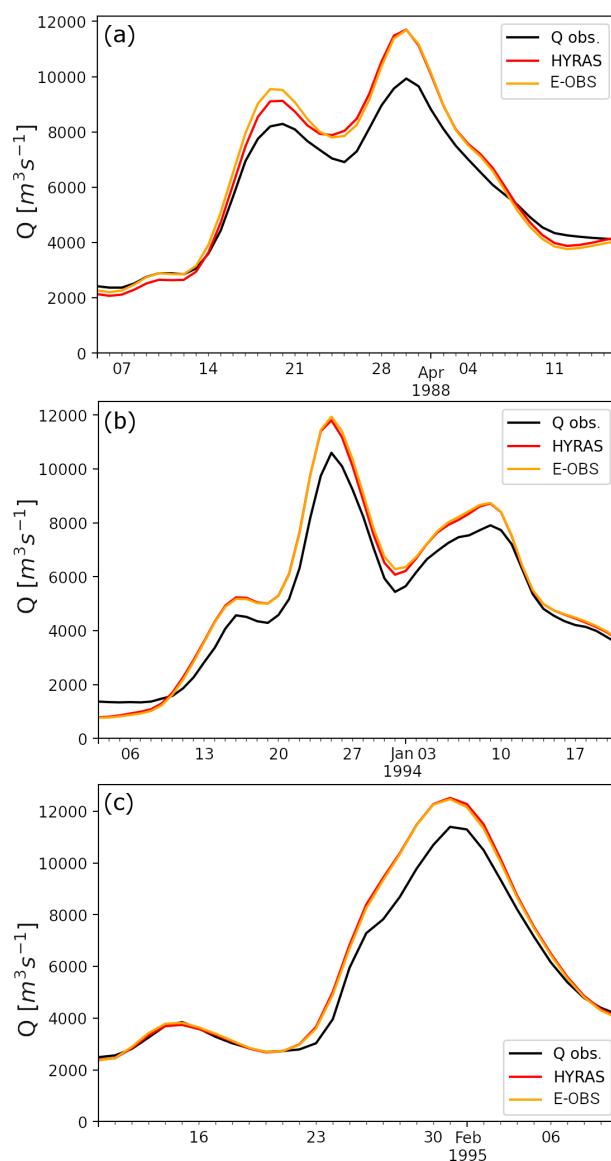 (a)
Q obs.
HYRAS
E-OBS
12000
10000
8000
6000
4000
2000
0
Q [m³s⁻¹]
07 14 21 28 Apr 04 11
1988
(b)
Q obs.
HYRAS
E-OBS
12000
10000
8000
6000
4000
2000
0
Q [m³s⁻¹]
06 13 20 27 Jan 03 10 17
1994
(c)
12000
10000
8000
6000
4000
2000
0
Q [m³s⁻¹]
Q obs.
HYRAS
E-OBS
16 23 30 Feb 06
1995